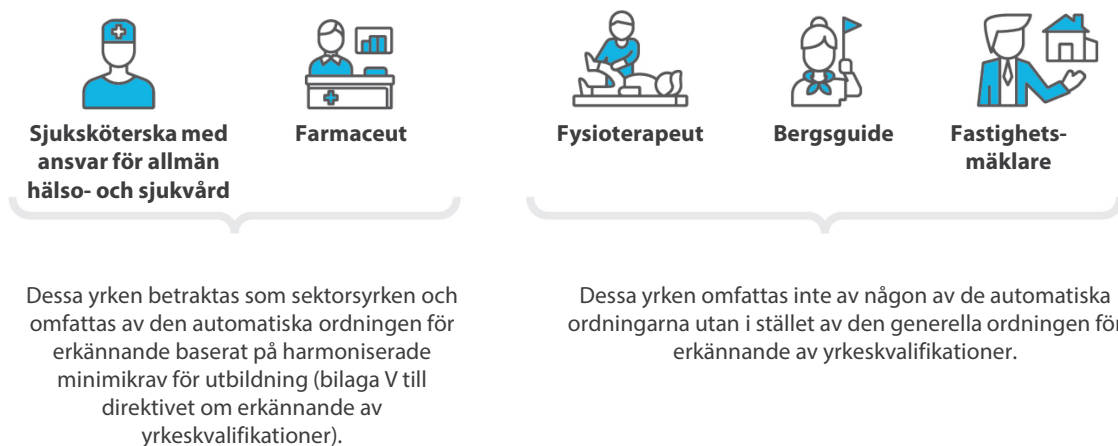 Sjuksköterska med
ansvar för allmän
hälso- och sjukvård
Farmaceut
Fysioterapeut
Bergsguide
Fastighets-
mäklare
Dessa yrken betraktas som sektorsyrken och
omfattas av den automatiska ordningen för
erkännande baserat på harmoniserade
minimikrav för utbildning (bilaga V till
direktivet om erkännande av
yrkeskvalifikationer).
Dessa yrken omfattas inte av någon av de automatiska
ordningarna utan i stället av den generella ordningen för
erkännande av yrkeskvalifikationer.